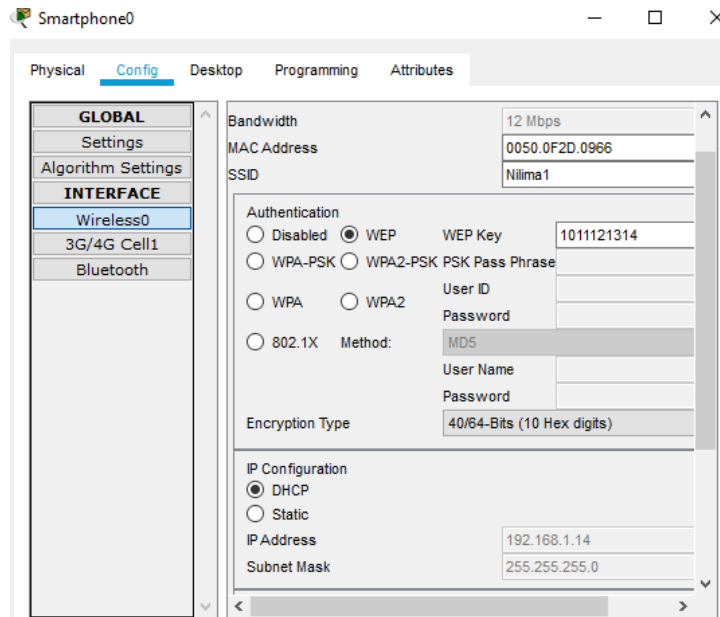 Smartphone0
Physical Config Desktop Programming Attributes
GLOBAL
Settings
Algorithm Settings
INTERFACE
Wireless0
3G/4G Cell1
Bluetooth
Bandwidth 12 Mbps
MAC Address 0050.0F2D.0966
SSID Nilima1
Authentication
Disabled WEP WEP Key 1011121314
WPA-PSK WPA2-PSK PSK Pass Phrase
User ID
WPA WPA2
Password
802.1X Method: MD5
User Name
Password
Encryption Type 40/64-Bits (10 Hex digits)
IP Configuration
DHCP
Static
IP Address 192.168.1.14
Subnet Mask 255.255.255.0